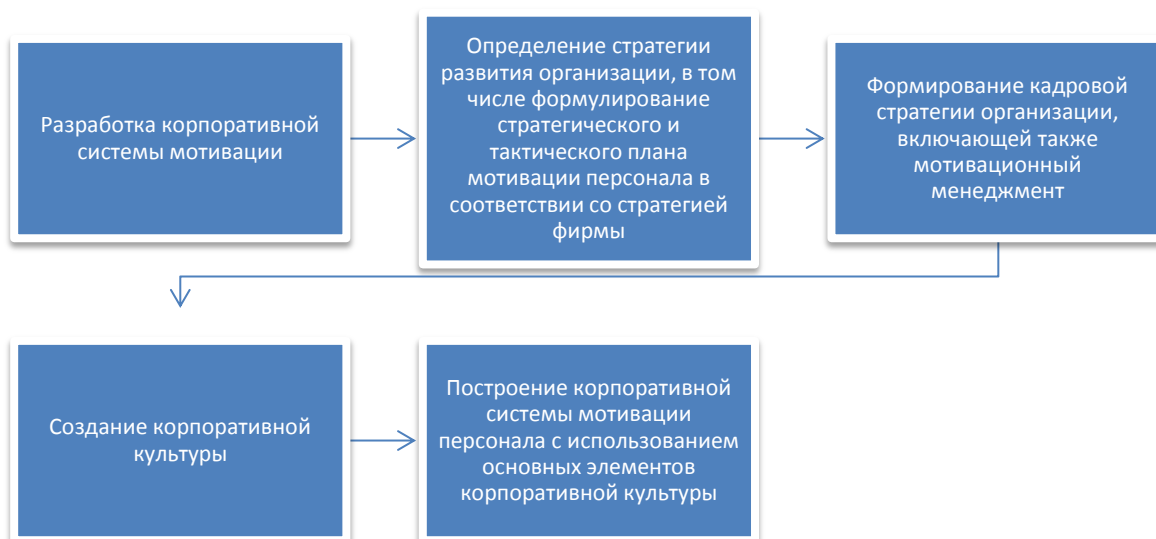 Разработка корпоративной
системы мотивации
Определение стратегии
развития организации, в том
числе формулирование
стратегического и
тактического плана
мотивации персонала в
соответствии со стратегией
фирмы
Формирование кадровой
стратегии организации,
включающей также
мотивационный
менеджмент
Создание корпоративной
культуры
Построение корпоративной
системы мотивации
персонала с использованием
основных элементов
корпоративной культуры